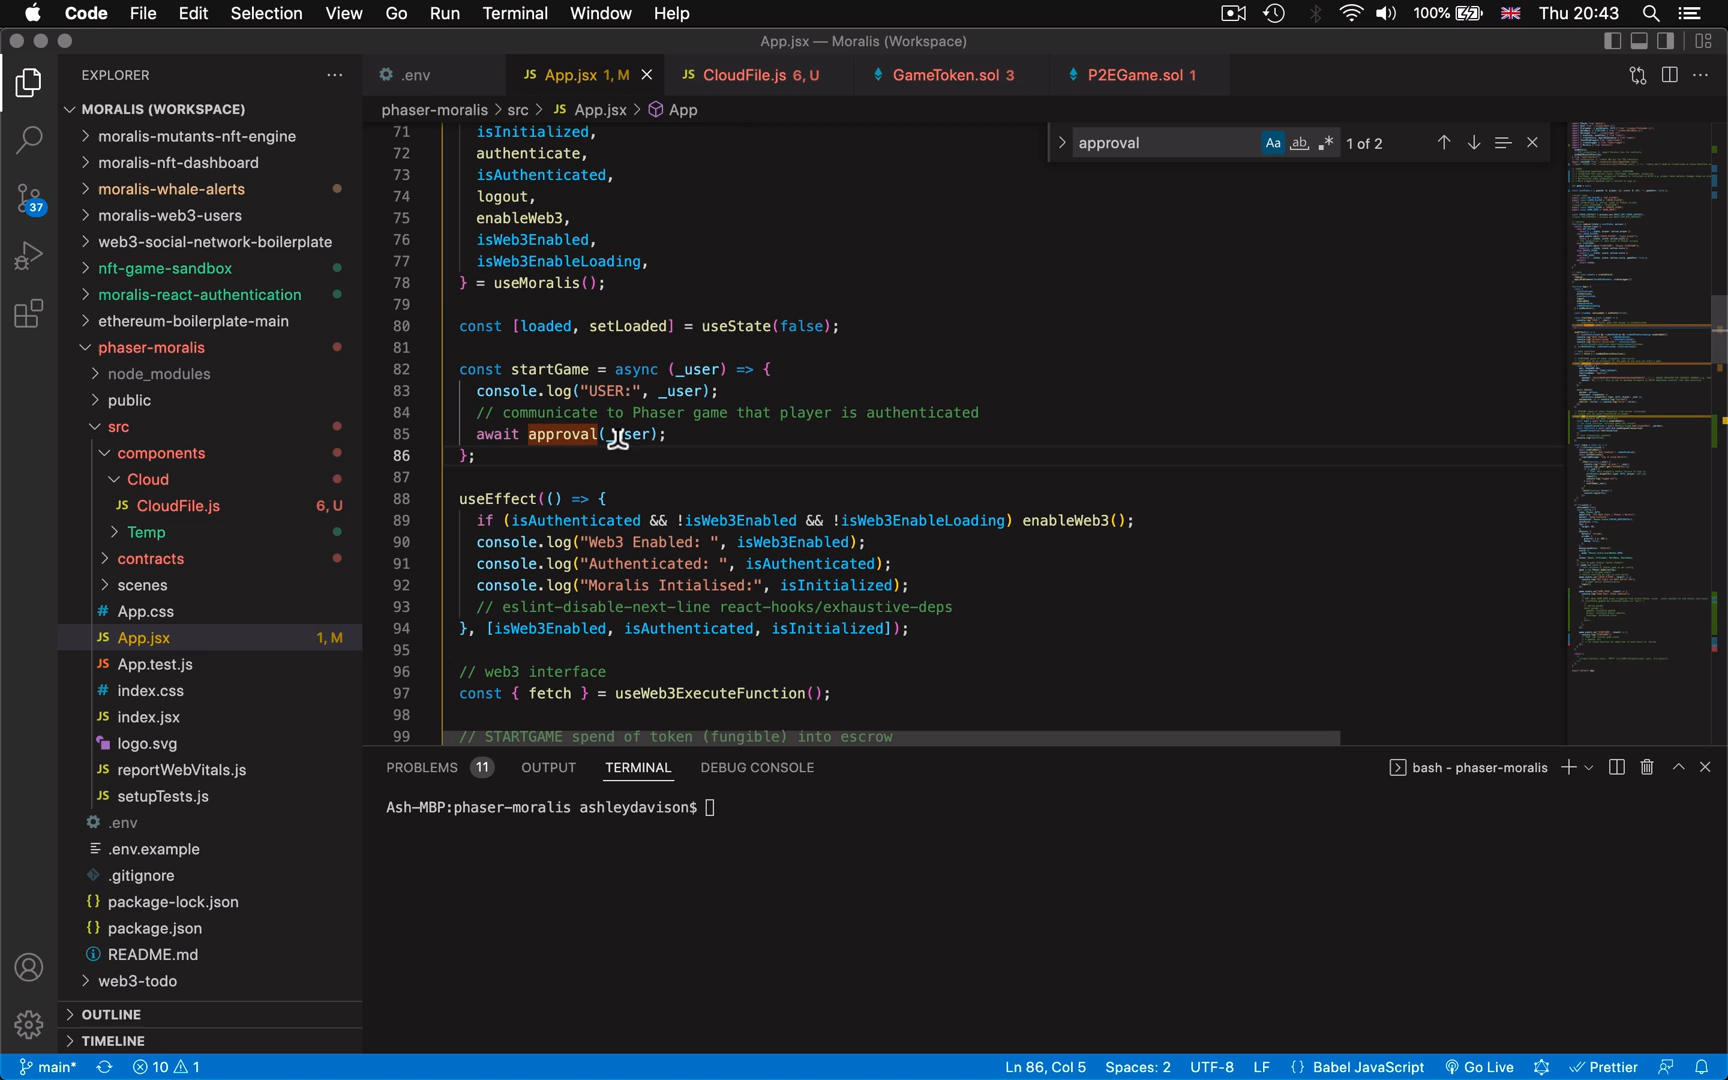 Code File Edit Selection View Go Run Terminal Window Help 100% Thu 20:43
App.jsx — Moralis (Workspace)
EXPLORER
.env
JS App.jsx 1, M
JS CloudFile.js 6, U
GameToken.sol 3
P2EGame.sol 1
phaser-moralis > src > JS App.jsx > App
approval
Aa
ab
1 of 2
MORALIS (WORKSPACE)
moralis-mutants-nft-engine
moralis-nft-dashboard
moralis-whale-alerts
moralis-web3-users
web3-social-network-boilerplate
nft-game-sandbox
moralis-react-authentication
ethereum-boilerplate-main
phaser-moralis
node_modules
public
src
components
Cloud
JS CloudFile.js 6, U
Temp
contracts
scenes
# App.css
JS App.jsx 1, M
JS App.test.js
# index.css
JS index.jsx
logo.svg
JS reportWebVitals.js
JS setupTests.js
.env
.env.example
.gitignore
{} package-lock.json
{} package.json
README.md
web3-todo
OUTLINE
TIMELINE
37
71 isInitialized,
72 authenticate,
73 isAuthenticated,
74 logout,
75 enableWeb3,
76 isWeb3Enabled,
77 isWeb3EnableLoading,
78 } = useMoralis();
79
80 const [loaded, setLoaded] = useState(false);
81
82 const startGame = async (_user) => {
83 console.log("USER:", _user);
84 // communicate to Phaser game that player is authenticated
85 await approval(_user);
86 };
87
88 useEffect(() => {
89 if (isAuthenticated && !isWeb3Enabled && !isWeb3EnableLoading) enableWeb3();
90 console.log("Web3 Enabled: ", isWeb3Enabled);
91 console.log("Authenticated: ", isAuthenticated);
92 console.log("Moralis Intialised:", isInitialized);
93 // eslint-disable-next-line react-hooks/exhaustive-deps
94 }, [isWeb3Enabled, isAuthenticated, isInitialized]);
95
96 // web3 interface
97 const { fetch } = useWeb3ExecuteFunction();
98
99 // STARTGAME spend of token (fungible) into escrow
PROBLEMS 11 OUTPUT TERMINAL DEBUG CONSOLE bash - phaser-moralis
Ash-MBP:phaser-moralis ashleydavison$
main* 10 1 Ln 86, Col 5 Spaces: 2 UTF-8 LF {} Babel JavaScript Go Live Prettier